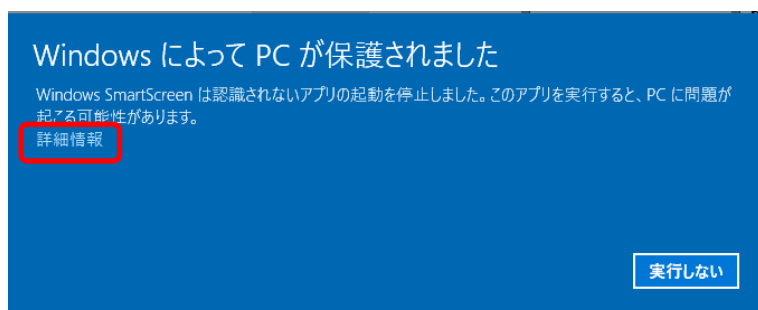 Windows によって PC が保護されました
Windows SmartScreen は認識されないアプリの起動を停止しました。このアプリを実行すると、PC に問題が
起こる可能性があります。
詳細情報
実行しない